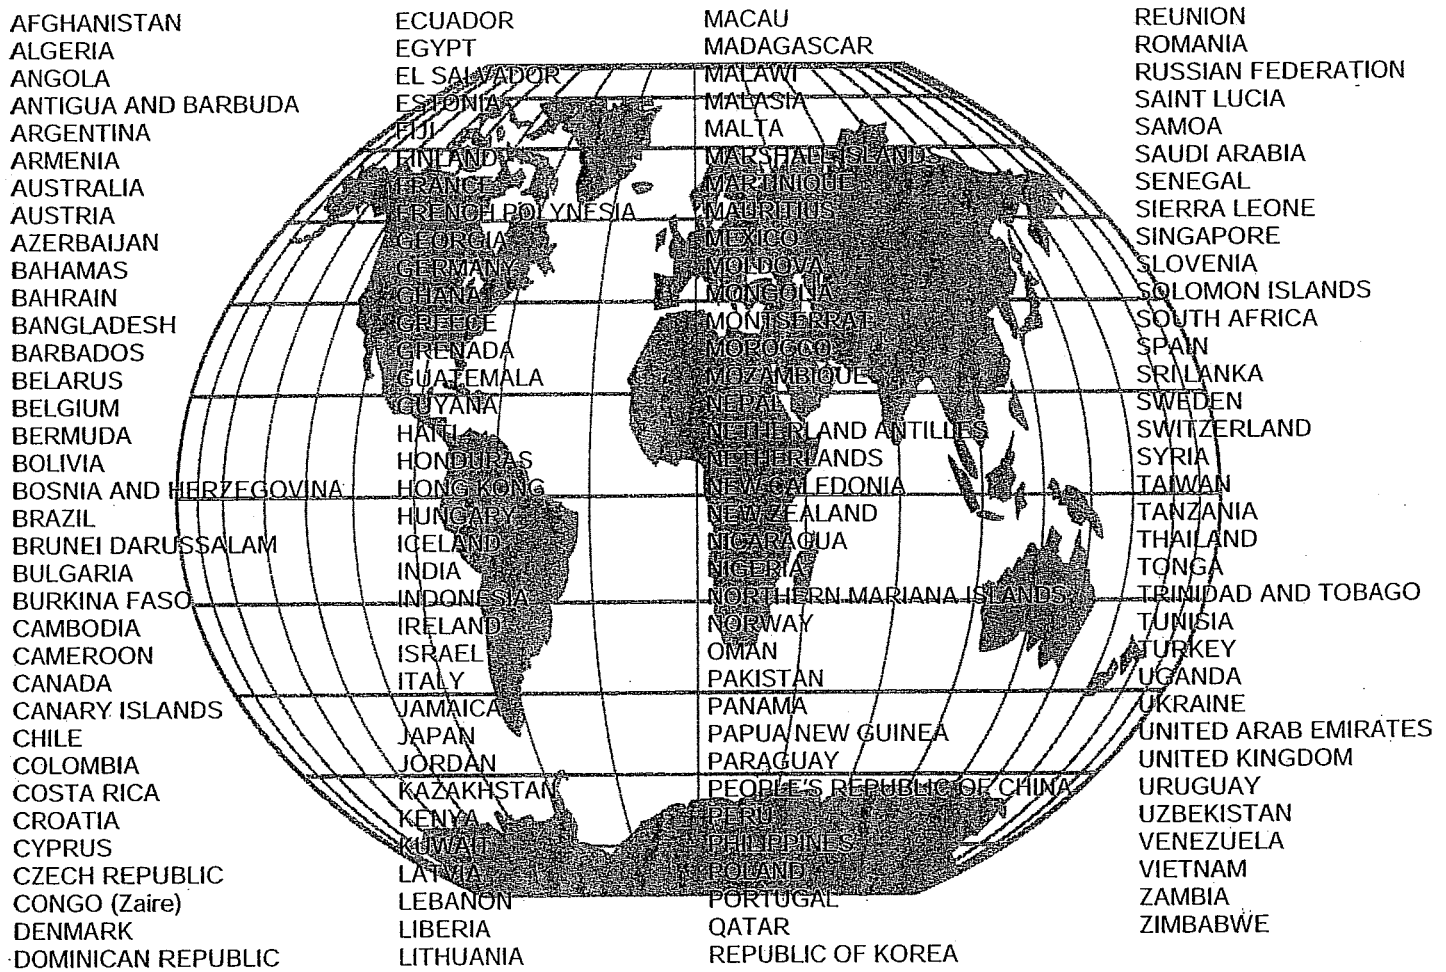 AFGHANISTAN
ALGERIA
ANGOLA
ANTIGUA AND BARBUDA
ARGENTINA
ARMENIA
AUSTRALIA
AUSTRIA
AZERBAIJAN
BAHAMAS
BAHRAIN
BANGLADESH
BARBADOS
BELARUS
BELGIUM
BERMUDA
BOLIVIA
BOSNIA AND HERZEGOVINA
BRAZIL
BRUNEI DARUSSALAM
BULGARIA
BURKINA FASO
CAMBODIA
CAMEROON
CANADA
CANARY ISLANDS
CHILE
COLOMBIA
COSTA RICA
CROATIA
CYPRUS
CZECH REPUBLIC
CONGO (Zaire)
DENMARK
DOMINICAN REPUBLIC
ECUADOR
EGYPT
EL SALVADOR
ESTONIA
FIJI
FINLAND
FRANCE
FRENCH POLYNESIA
GEORGIA
GERMANY
GHANA
GREECE
GRENADA
GUATEMALA
GUYANA
HAITI
HONDURAS
HONG KONG
HUNGARY
ICELAND
INDIA
INDONESIA
IRELAND
ISRAEL
ITALY
JAMAICA
JAPAN
JORDAN
KAZAKHSTAN
KENYA
KUWAIT
LATVIA
LEBANON
LIBERIA
LITHUANIA
MACAU
MADAGASCAR
MALAWI
MALASIA
MALTA
MARSHALL ISLANDS
MARTINIQUE
MAURITIUS
MEXICO
MOLDOVA
MONGOLIA
MONTSERRAT
MOROGCO
MOZAMBIQUE
NEPAL
NETHERLAND ANTILLES
NETHERLANDS
NEW CALEDONIA
NEW ZEALAND
NICARAGUA
NIGERIA
NORTHERN MARIANA ISLANDS
NORWAY
OMAN
PAKISTAN
PANAMA
PAPUA NEW GUINEA
PARAGUAY
PEOPLE'S REPUBLIC OF CHINA
PERU
PHILIPPINES
POLAND
PORTUGAL
QATAR
REPUBLIC OF KOREA
REUNION
ROMANIA
RUSSIAN FEDERATION
SAINT LUCIA
SAMOA
SAUDI ARABIA
SENEGAL
SIERRA LEONE
SINGAPORE
SLOVENIA
SOLOMON ISLANDS
SOUTH AFRICA
SPAIN
SRI LANKA
SWEDEN
SWITZERLAND
SYRIA
TAIWAN
TANZANIA
THAILAND
TONGA
TRINIDAD AND TOBAGO
TUNISIA
TURKEY
UGANDA
UKRAINE
UNITED ARAB EMIRATES
UNITED KINGDOM
URUGUAY
UZBEKISTAN
VENEZUELA
VIETNAM
ZAMBIA
ZIMBABWE